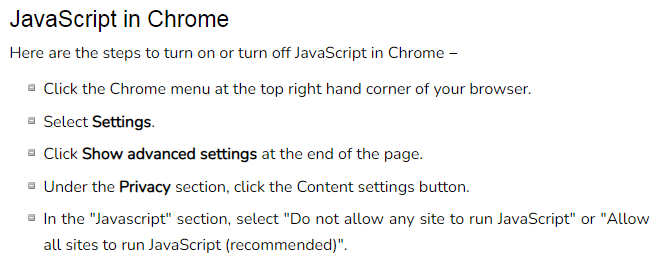 JavaScript in Chrome
Here are the steps to turn on or turn off JavaScript in Chrome −
Click the Chrome menu at the top right hand corner of your browser.
Select Settings.
Click Show advanced settings at the end of the page.
Under the Privacy section, click the Content settings button.
In the "Javascript" section, select "Do not allow any site to run JavaScript" or "Allow
all sites to run JavaScript (recommended)".